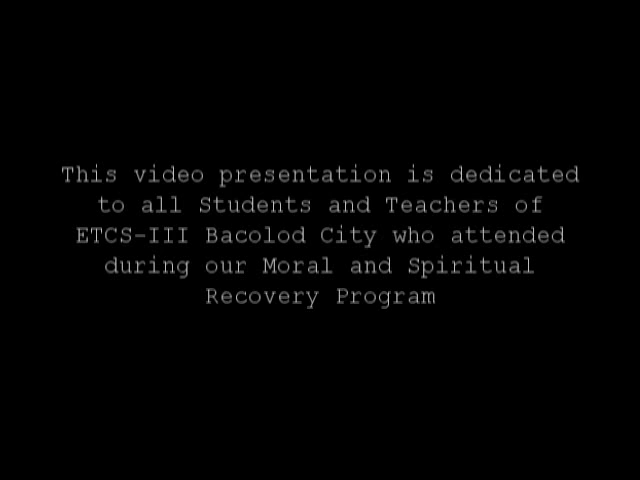 This video presentation is dedicated
to all Students and Teachers of
ETCS-III Bacolod City who attended
during our Moral and Spiritual
Recovery Program